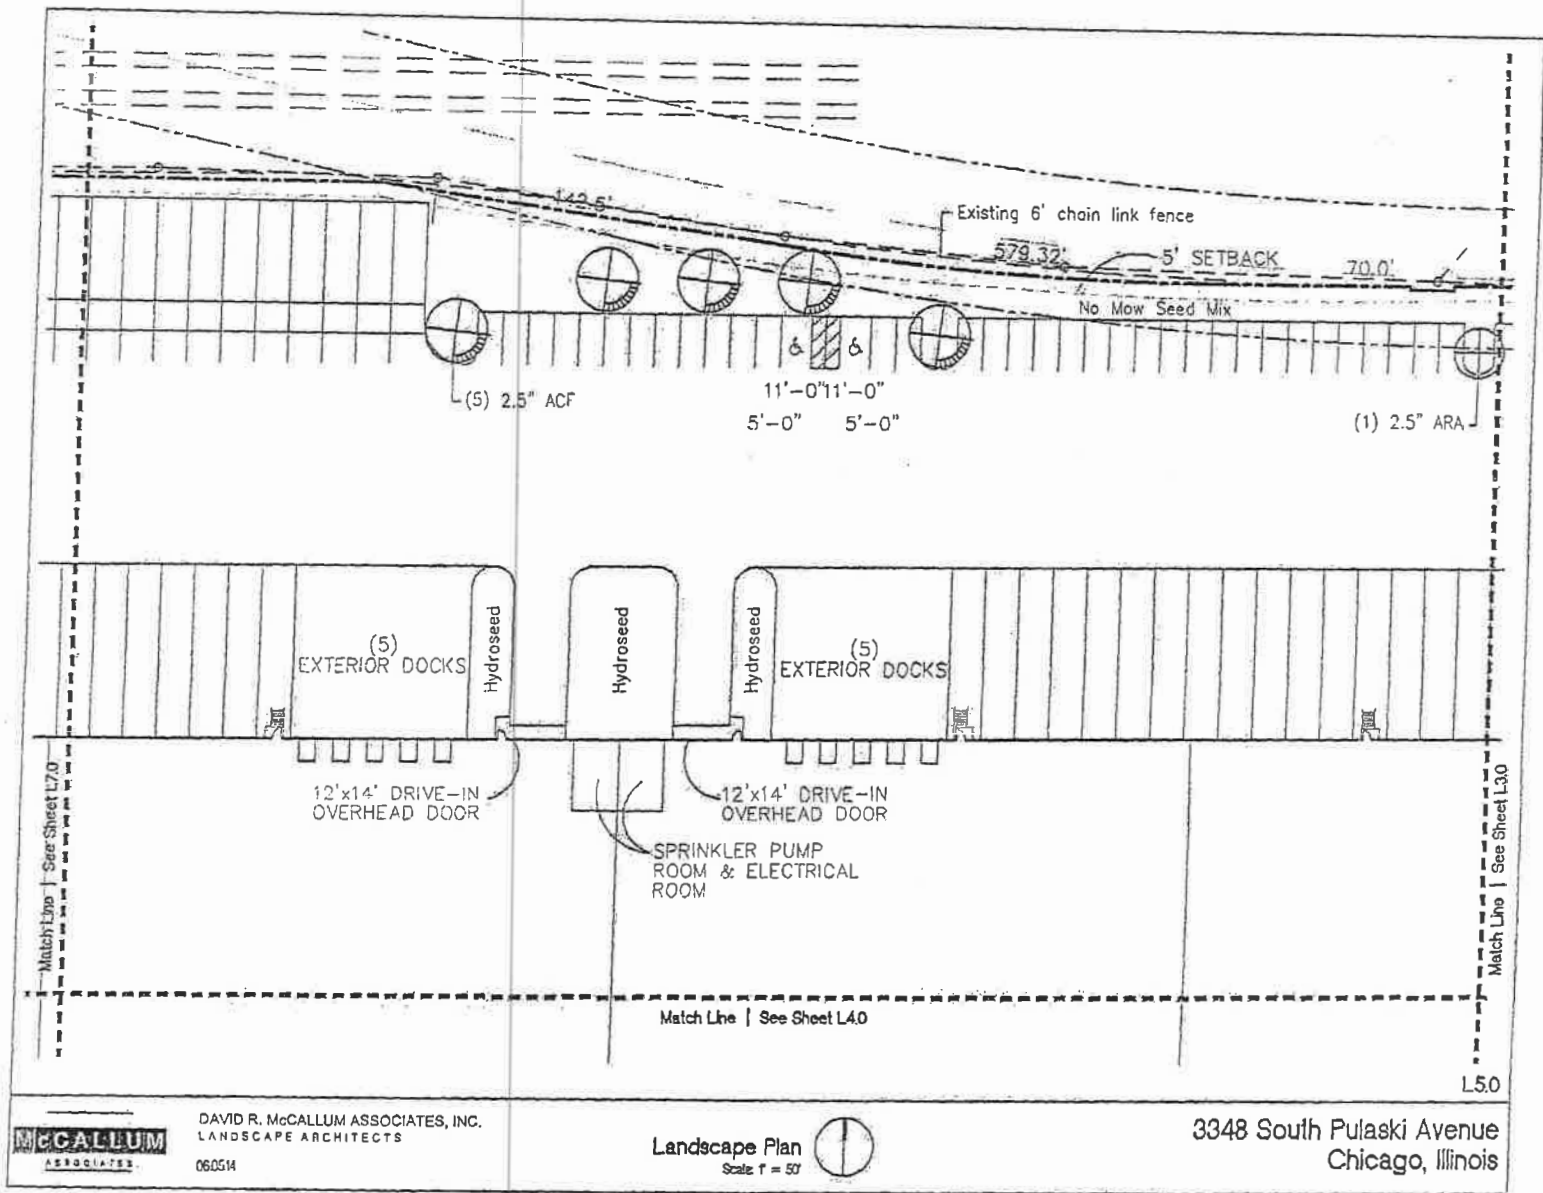 142.5'
Existing 6' chain link fence
579.32'
5' SETBACK
70.0'
No Mow Seed Mix
(5) 2.5" ACF
11'-0"
11'-0"
5'-0"
5'-0"
(1) 2.5" ARA
(5)
EXTERIOR DOCKS
Hydroseed
Hydroseed
Hydroseed
(5)
EXTERIOR DOCKS
12'x14' DRIVE-IN
OVERHEAD DOOR
12'x14' DRIVE-IN
OVERHEAD DOOR
SPRINKLER PUMP
ROOM & ELECTRICAL
ROOM
Match Line | See Sheet L7.0
Match Line | See Sheet L3.0
Match Line | See Sheet L4.0
L5.0
McCALLUM
ASSOCIATES
DAVID R. McCALLUM ASSOCIATES, INC.
LANDSCAPE ARCHITECTS
060514
Landscape Plan
Scale: 1" = 50'
3348 South Pulaski Avenue
Chicago, Illinois